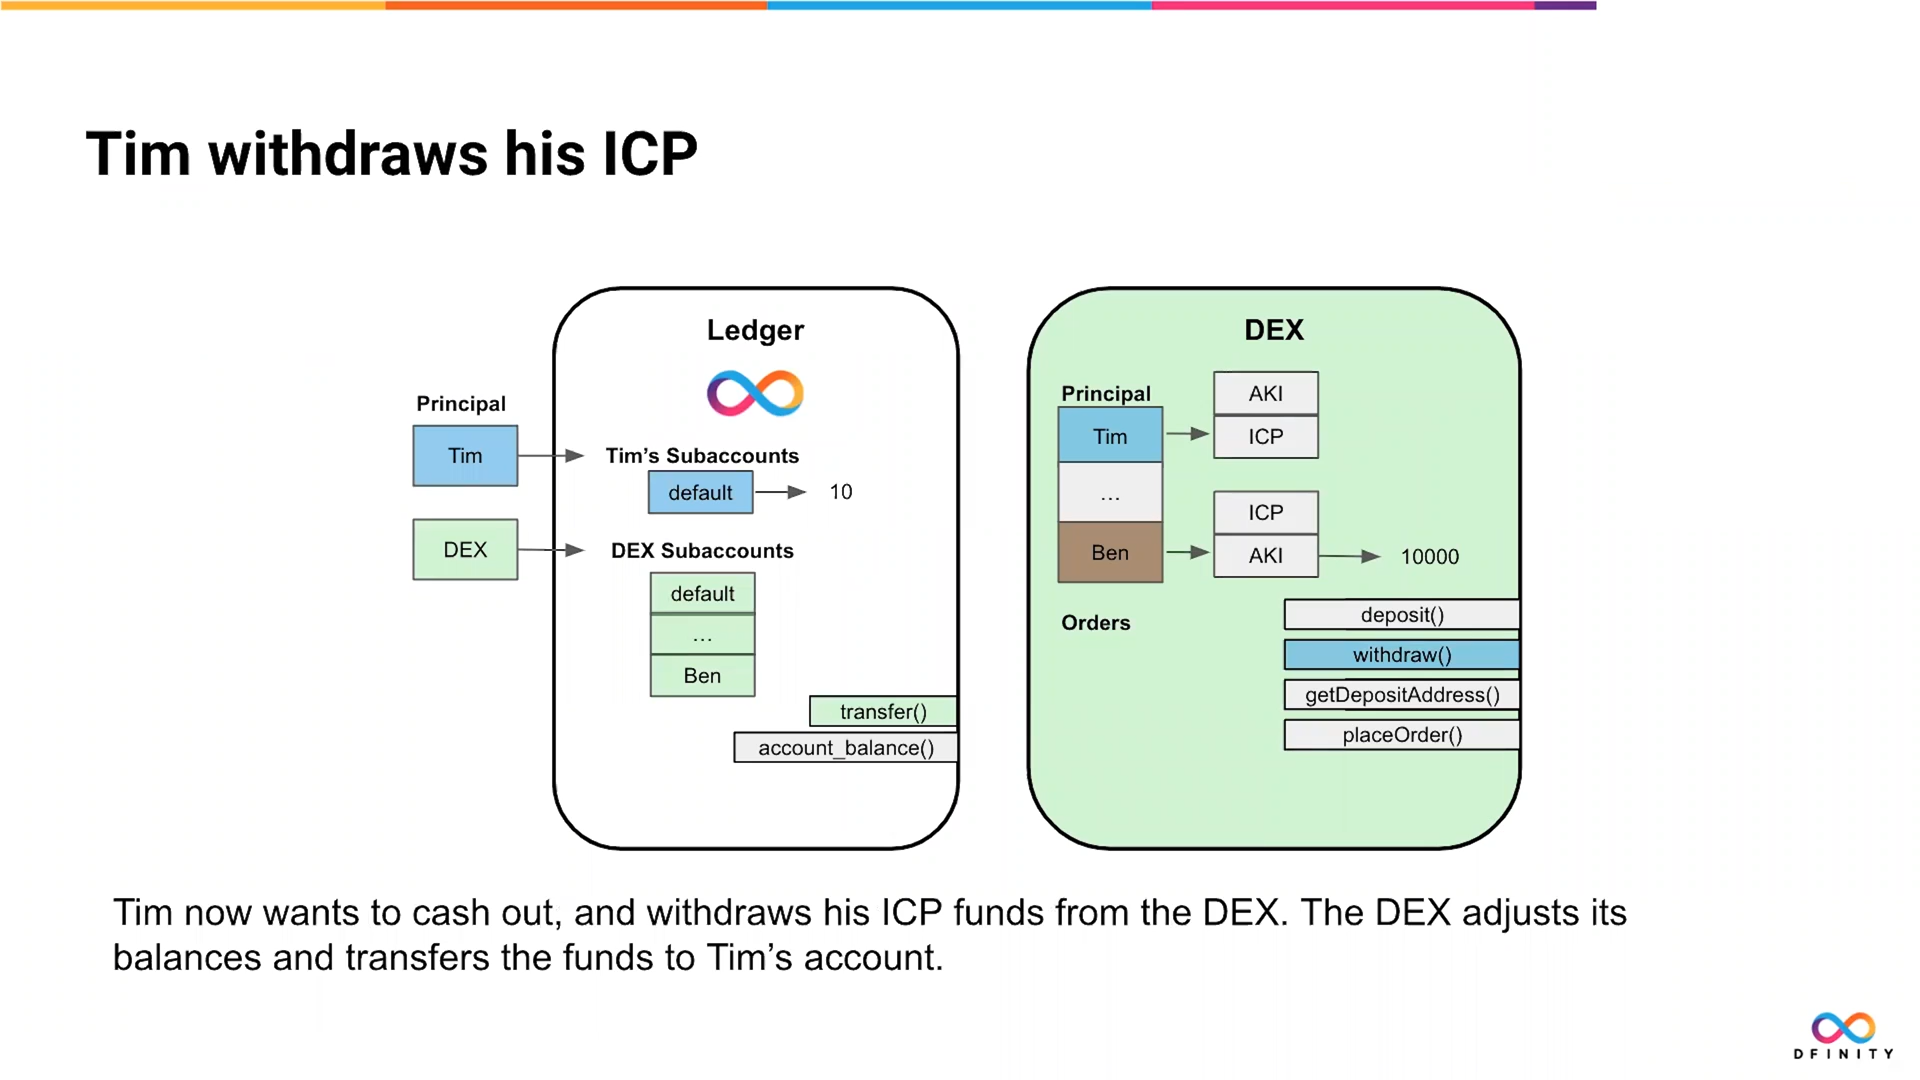 Tim withdraws his ICP
Principal
Tim
DEX
Ledger
Tim’s Subaccounts
default
10
DEX Subaccounts
default
...
Ben
transfer()
account_balance()
DEX
Principal
Tim
...
Ben
AKI
ICP
ICP
AKI
10000
Orders
deposit()
withdraw()
getDepositAddress()
placeOrder()
Tim now wants to cash out, and withdraws his ICP funds from the DEX. The DEX adjusts its
balances and transfers the funds to Tim’s account.
DFINITY